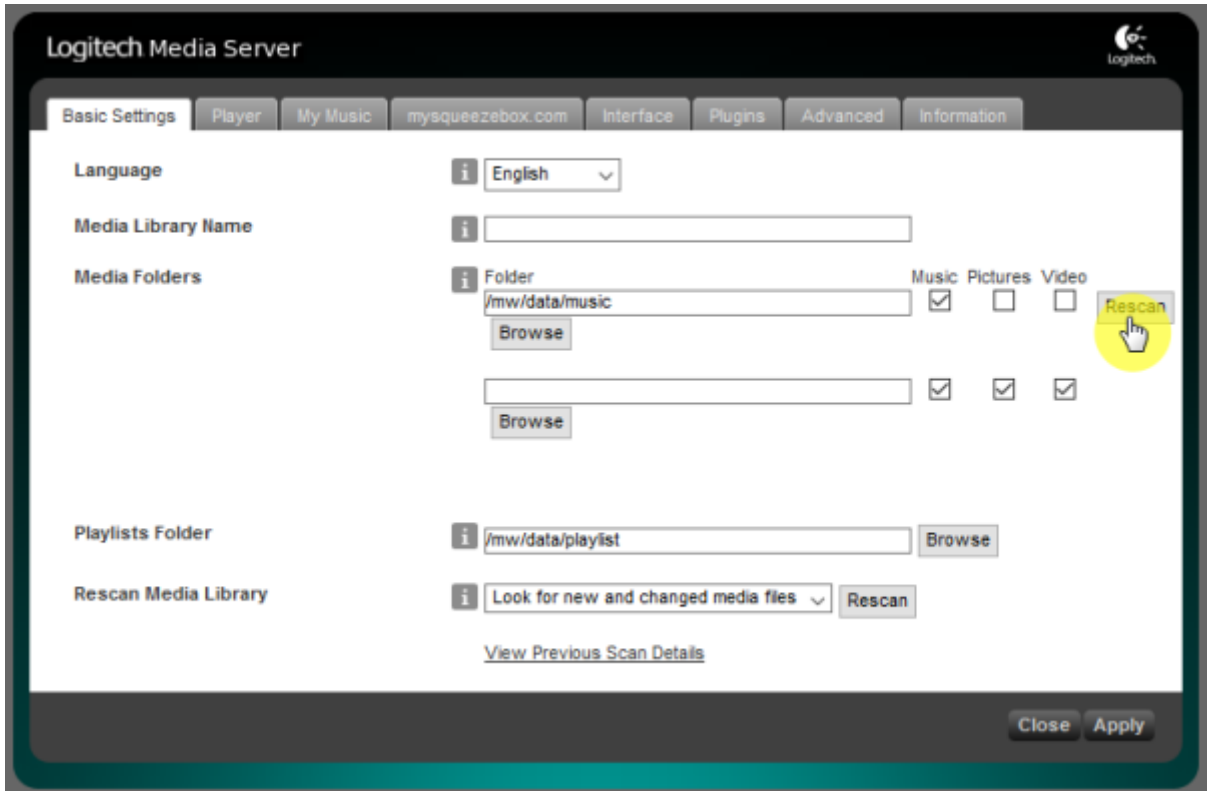 Logitech Media Server
Logitech
Basic Settings Player My Music mysqueezebox.com Interface Plugins Advanced Information
Language i English
Media Library Name i
Media Folders i Folder Music Pictures Video
/mw/data/music Rescan
Browse
Browse
Playlists Folder i /mw/data/playlist Browse
Rescan Media Library i Look for new and changed media files Rescan
View Previous Scan Details
Close Apply